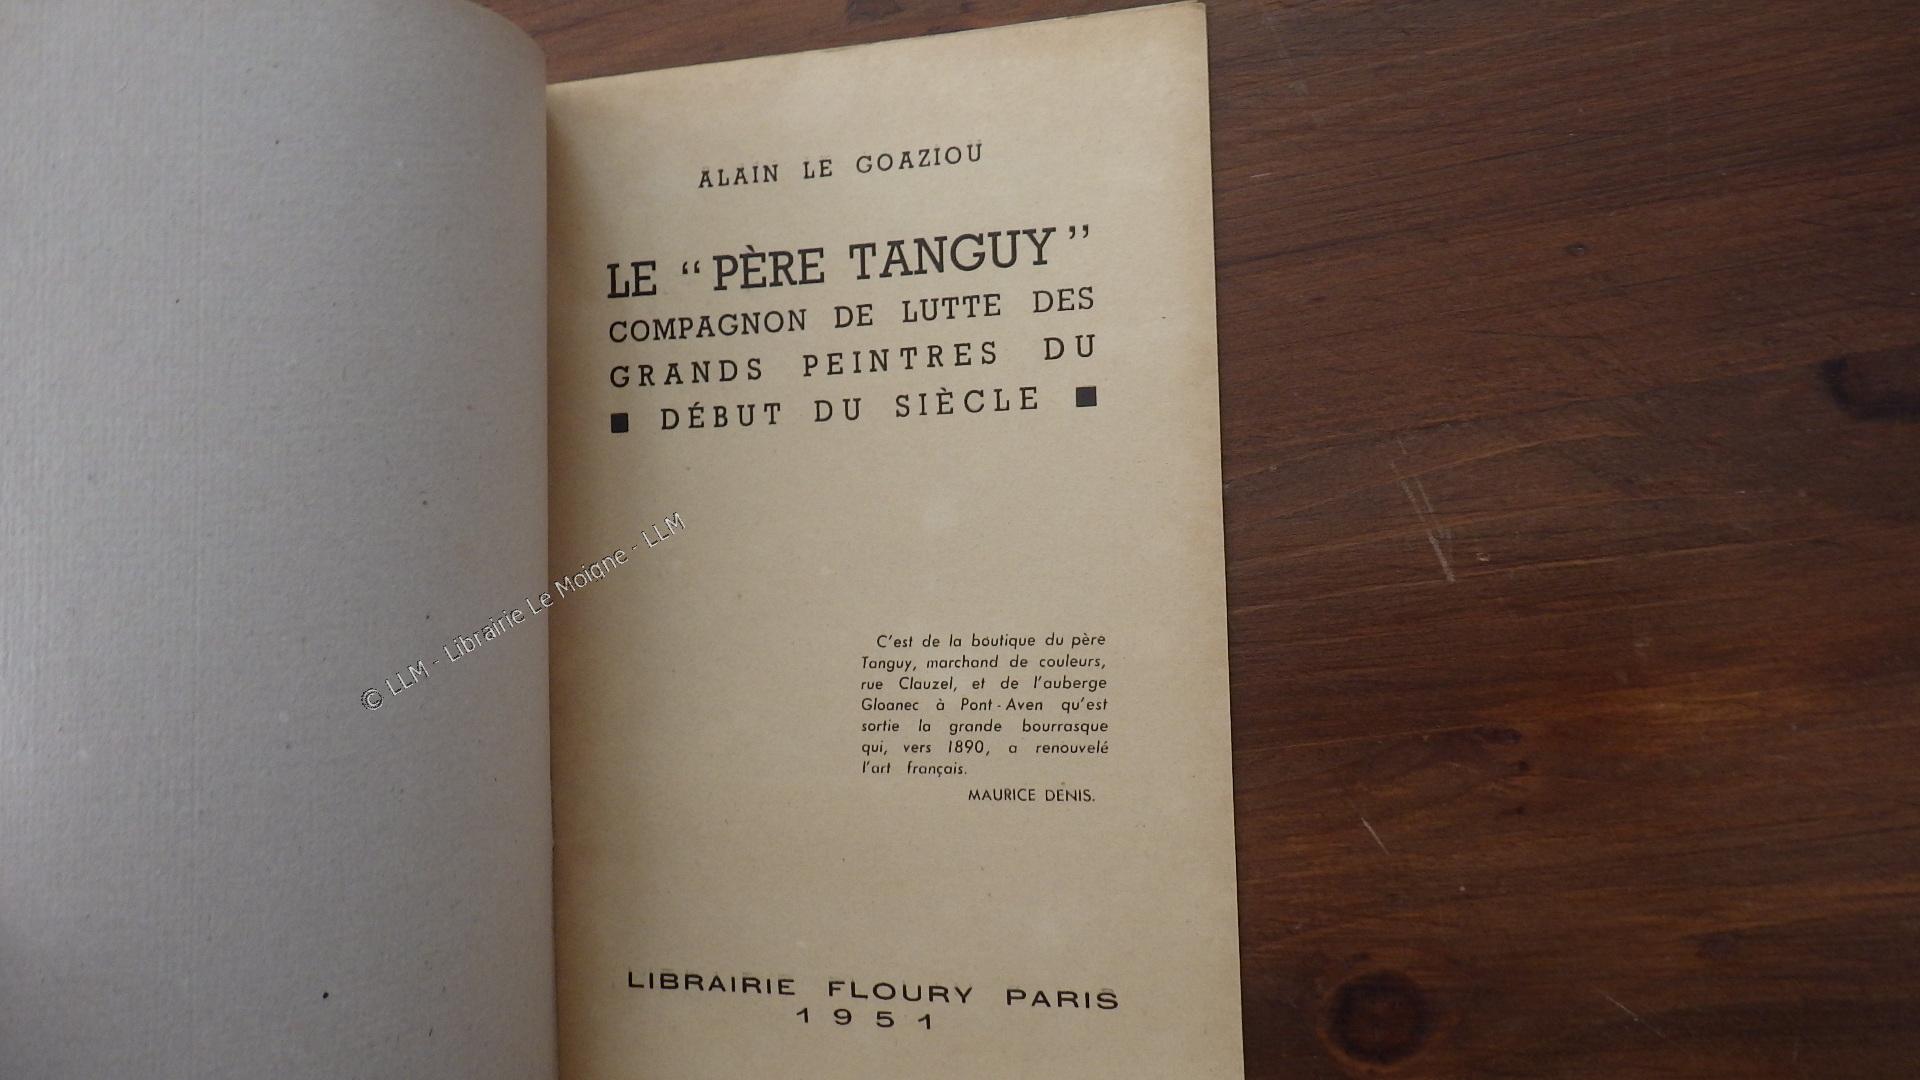 ALAIN LE GOAZIOU
LE “PÈRE TANGUY”
COMPAGNON DE LUTTE DES
GRANDS PEINTRES DU
■ DÉBUT DU SIÈCLE ■
© LLM - Librairie Le Moigne - LLM
C’est de la boutique du père
Tanguy, marchand de couleurs,
rue Clauzel, et de l’auberge
Gloanec à Pont-Aven qu’est
sortie la grande bourrasque
qui, vers 1890, a renouvelé
l’art français.
MAURICE DENIS.
LIBRAIRIE FLOURY PARIS
1951